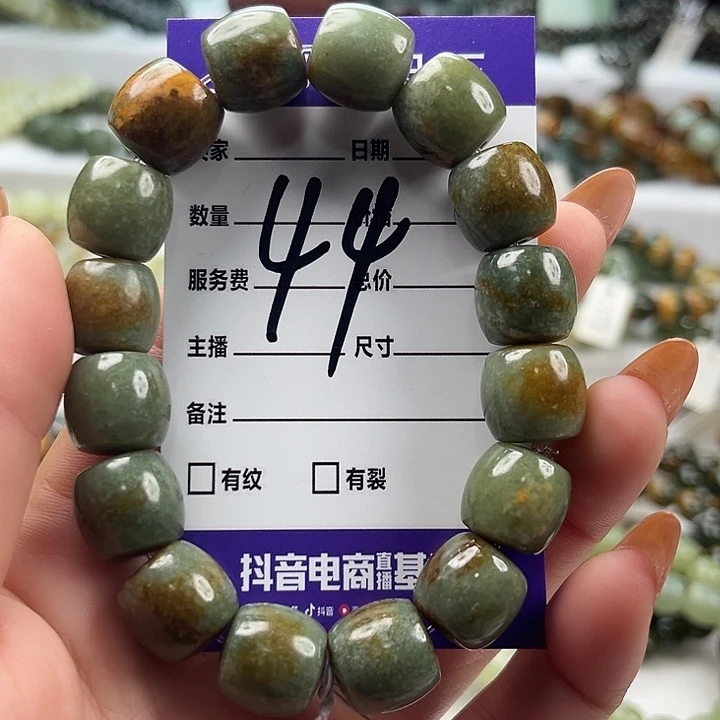 家 日期
数量
44
服务费 总价
主播 尺寸
备注
□有纹 □有裂
抖音电商直播基
抖音